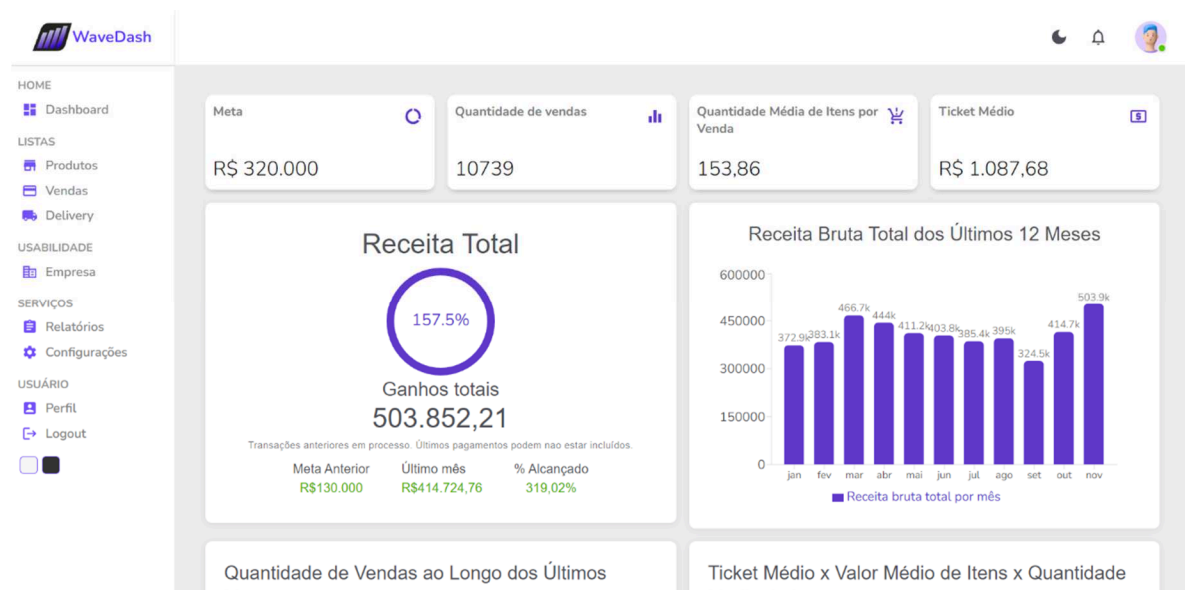 WaveDash
HOME
Dashboard
LISTAS
Produtos
Vendas
Delivery
USABILIDADE
Empresa
SERVIÇOS
Relatórios
Configurações
USUÁRIO
Perfil
Logout
Meta
R$ 320.000
Quantidade de vendas
10739
Quantidade Média de Itens por
Venda
153,86
Ticket Médio
R$ 1.087,68
Receita Total
157.5%
Ganhos totais
503.852,21
Transações anteriores em processo. Últimos pagamentos podem nao estar incluídos.
Meta Anterior Último mês % Alcançado
R$130.000 R$414.724,76 319,02%
Receita Bruta Total dos Últimos 12 Meses
600000
450000
300000
150000
0
372.9k 383.1k 466.7k 444k 411.2k 403.8k 385.4k 395k 324.5k 414.7k 503.9k
jan fev mar abr mai jun jul ago set out nov
Receita bruta total por mês
Quantidade de Vendas ao Longo dos Últimos
Ticket Médio x Valor Médio de Itens x Quantidade